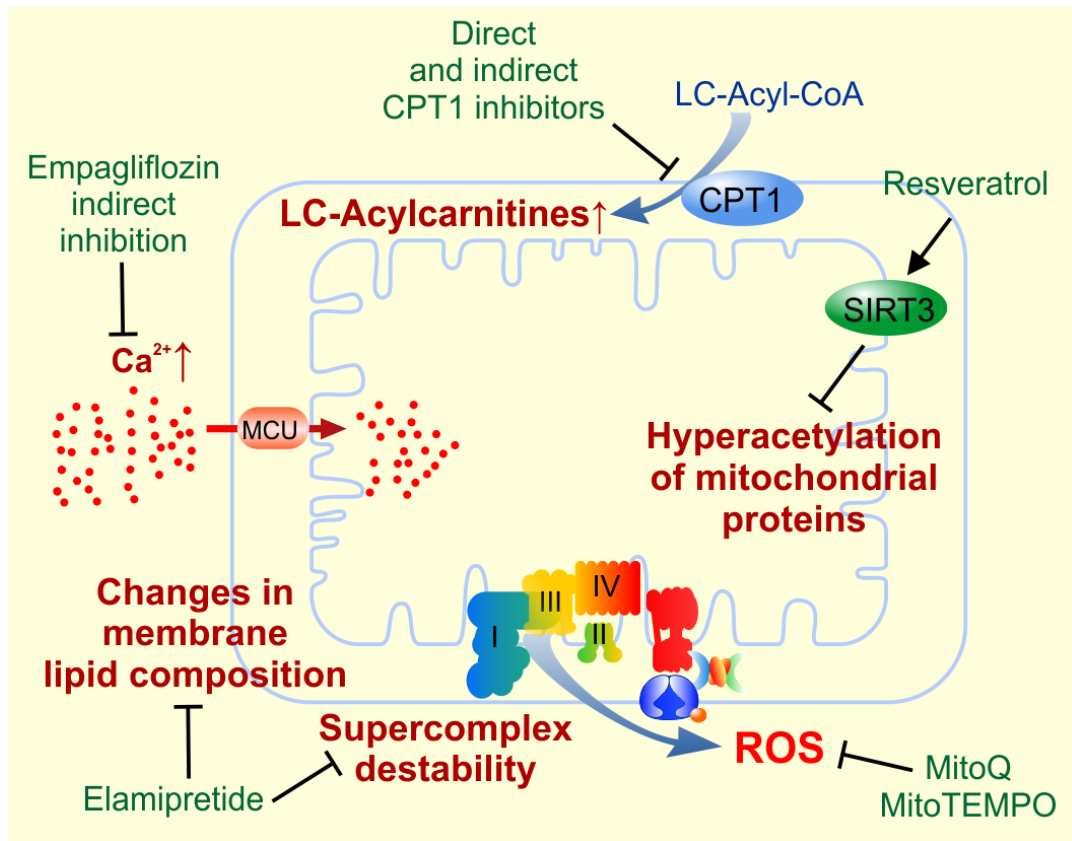 Direct
and indirect
CPT1 inhibitors
LC-Acyl-CoA
Empagliflozin
indirect
inhibition
Resveratrol
LC-Acylcarnitines↑
CPT1
SIRT3
Ca²⁺↑
MCU
Hyperacetylation
of mitochondrial
proteins
Changes in
membrane
lipid composition
I
III
IV
II
Supercomplex
destability
ROS
Elamipretide
MitoQ
MitoTEMPO